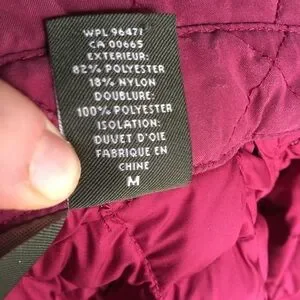 WPL 96471
CA 00665
EXTERIEUR:
82% POLYESTER
18% NYLON
DOUBLURE:
100% POLYESTER
ISOLATION:
DUVET D'OIE
FABRIQUE EN
CHINE
M